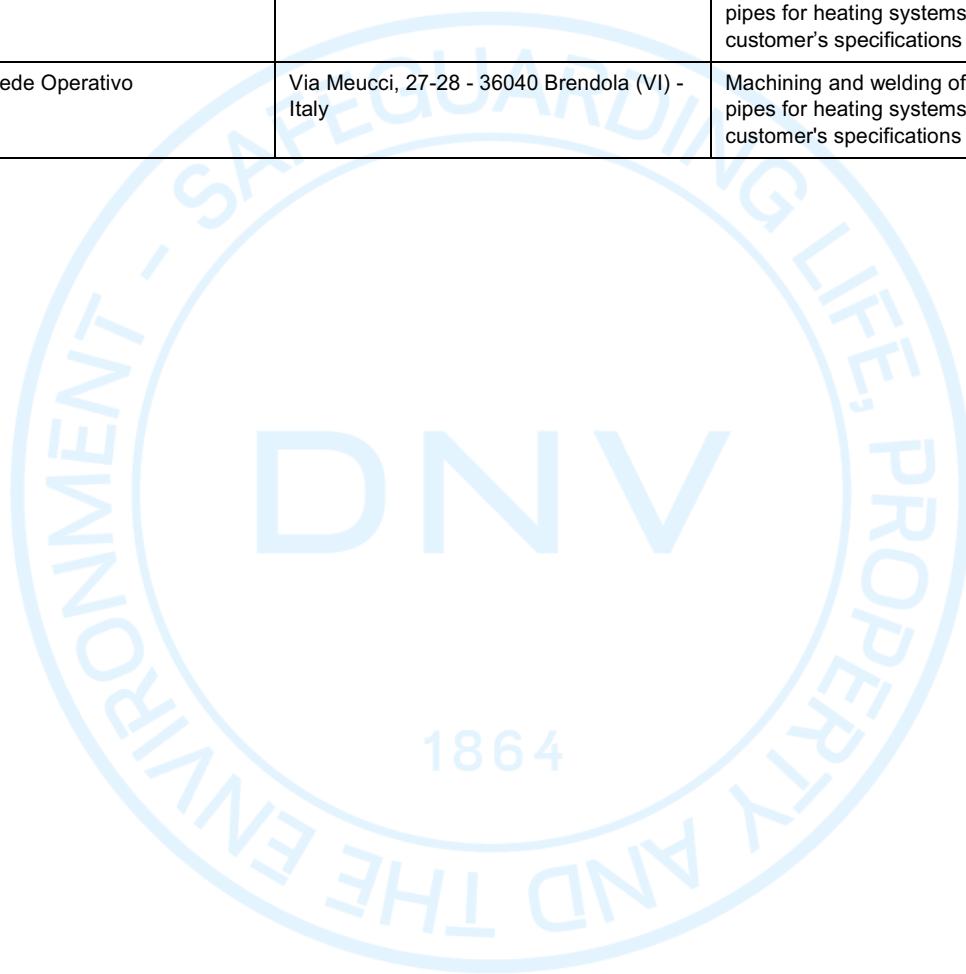 pipes for heating systems
customer’s specifications
ede Operativo
Via Meucci, 27-28 - 36040 Brendola (VI) -
Italy
Machining and welding of
pipes for heating systems
customer's specifications
SAFEGUARDING LIFE, PROPERTY AND THE ENVIRONMENT -
DNV
1864